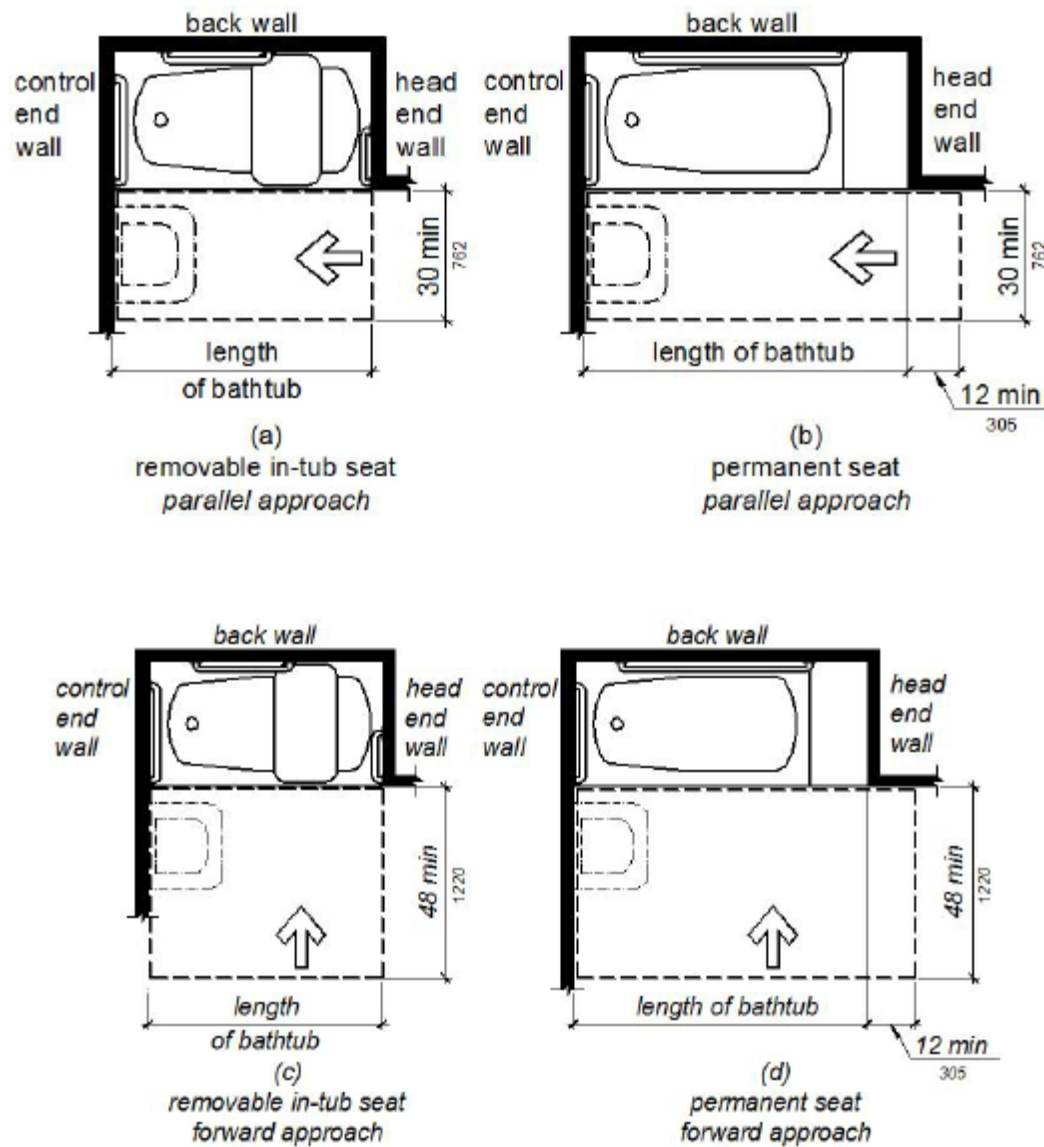 back wall
control
end
wall
head
end
wall
30 min
762
length
of bathtub
(a)
removable in-tub seat
parallel approach
back wall
control
end
wall
head
end
wall
30 min
762
length of bathtub
12 min
305
(b)
permanent seat
parallel approach
back wall
control
end
wall
head
end
wall
48 min
1220
length
of bathtub
(c)
removable in-tub seat
forward approach
back wall
control
end
wall
head
end
wall
48 min
1220
length of bathtub
12 min
305
(d)
permanent seat
forward approach